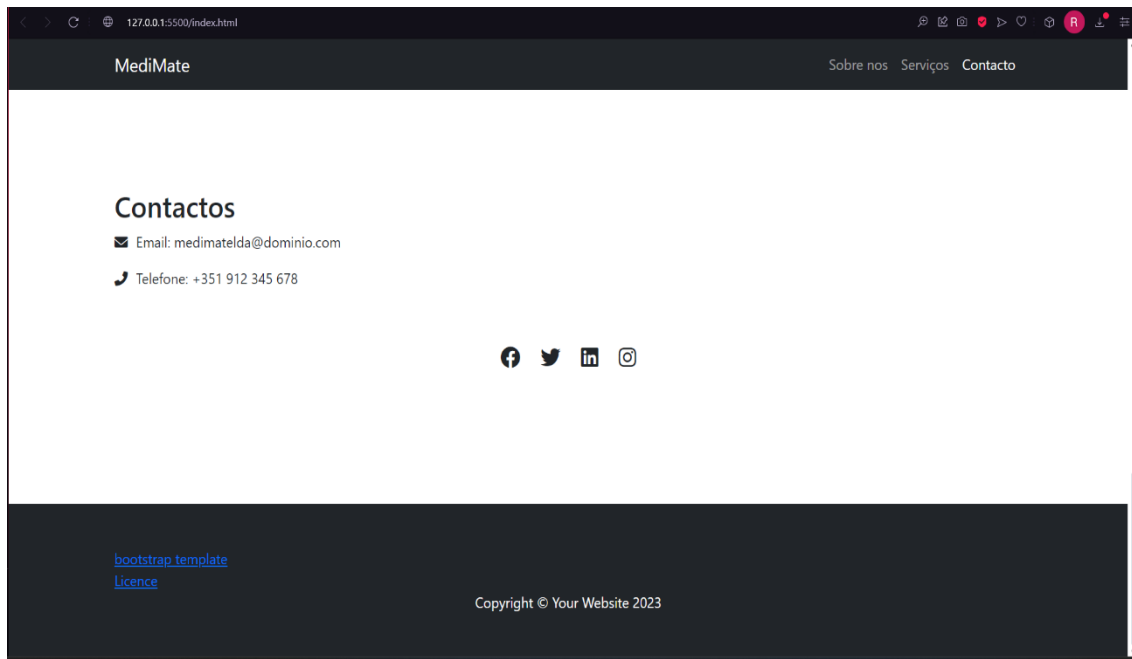 127.0.0.1:5500/index.html
R
MediMate
Sobre nos Serviços Contacto
Contactos
Email: medimatelda@dominio.com
Telefone: +351 912 345 678
in
bootstrap template
Licence
Copyright © Your Website 2023